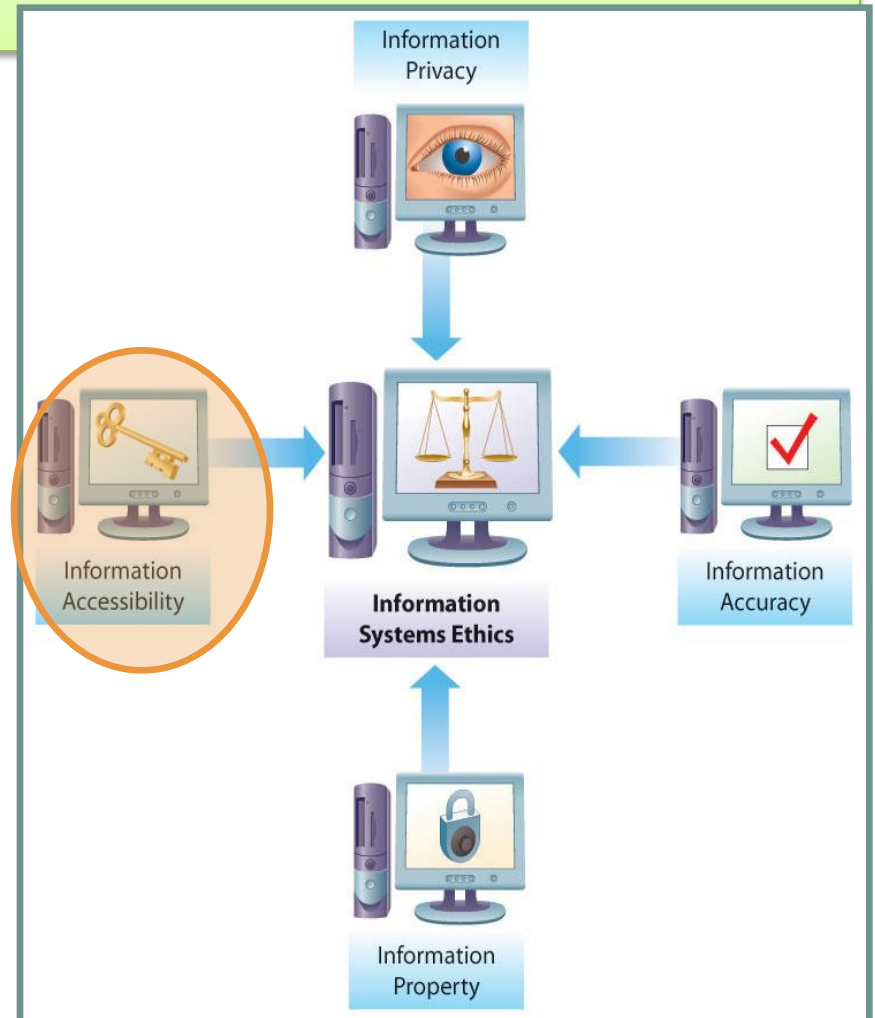 Information
Privacy
Information
Accessibility
Information
Systems Ethics
Information
Accuracy
Information
Property